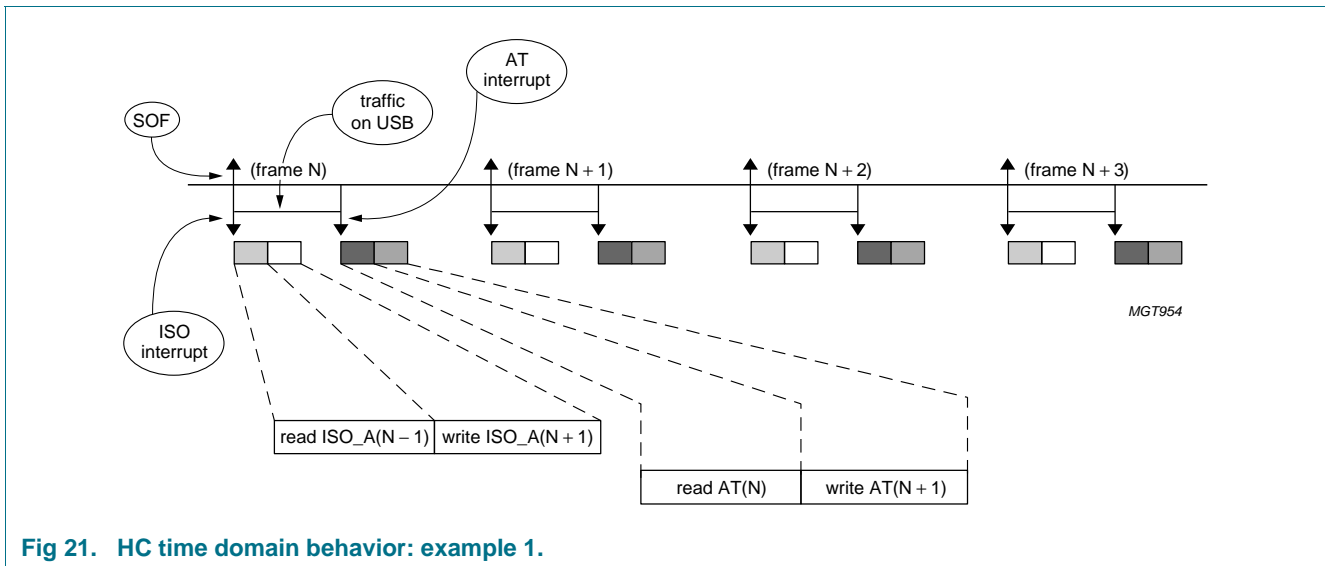 AT
interrupt
traffic
on USB
SOF
(frame N)
(frame N + 1)
(frame N + 2)
(frame N + 3)
MGT954
ISO
interrupt
read ISO_A(N − 1)
write ISO_A(N + 1)
read AT(N)
write AT(N + 1)
Fig 21. HC time domain behavior: example 1.